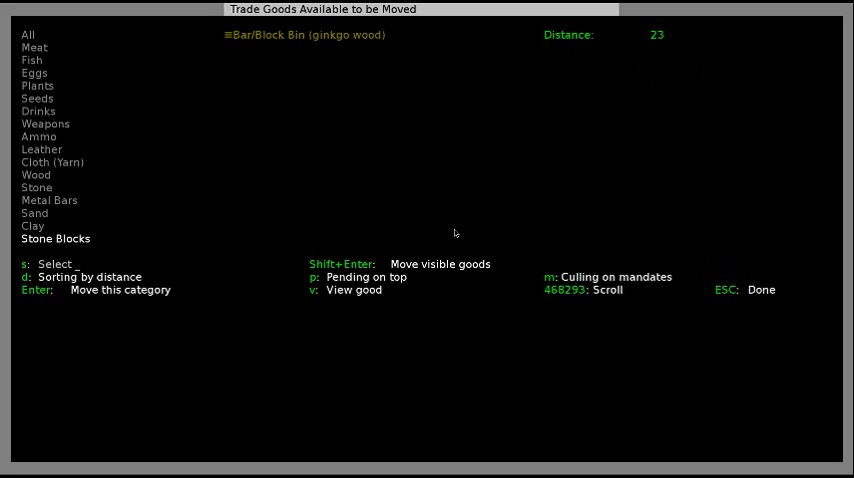 Trade Goods Available to be Moved
All ≡Bar/Block Bin (ginkgo wood) Distance: 23
Meat
Fish
Eggs
Plants
Seeds
Drinks
Weapons
Ammo
Leather
Cloth (Yarn)
Wood
Stone
Metal Bars
Sand
Clay
Stone Blocks
s: Select_ Shift+Enter: Move visible goods
d: Sorting by distance p: Pending on top m: Culling on mandates
Enter: Move this category v: View good 468293: Scroll ESC: Done